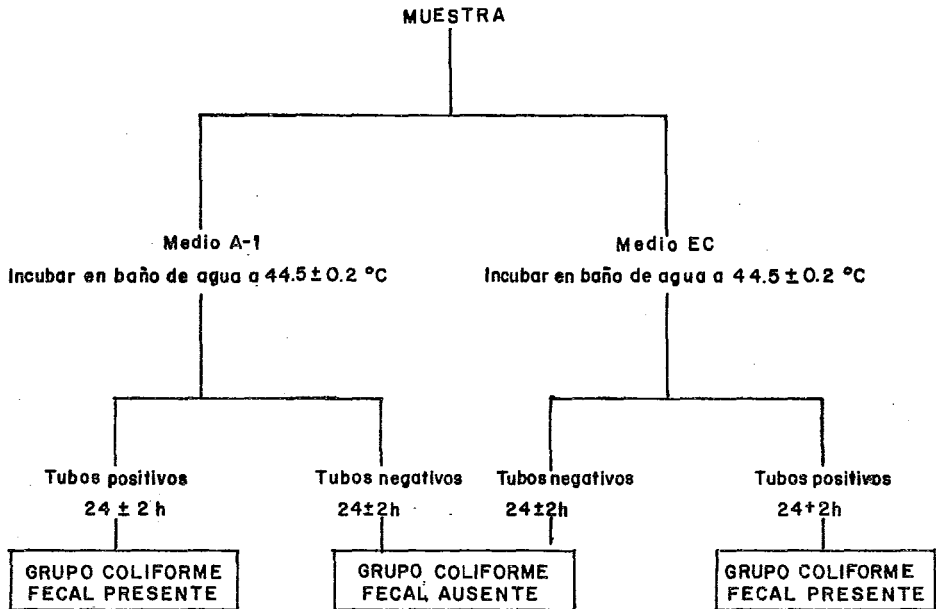 MUESTRA
Medio A-1
Incubar en baño de agua a 44.5 ± 0.2 °C
Medio EC
Incubar en baño de agua a 44.5 ± 0.2 °C
Tubos positivos
24 ± 2 h
Tubos negativos
24±2h
Tubos negativos
24±2h
Tubos positivos
24+2h
GRUPO COLIFORME
FECAL PRESENTE
GRUPO COLIFORME
FECAL AUSENTE
GRUPO COLIFORME
FECAL PRESENTE